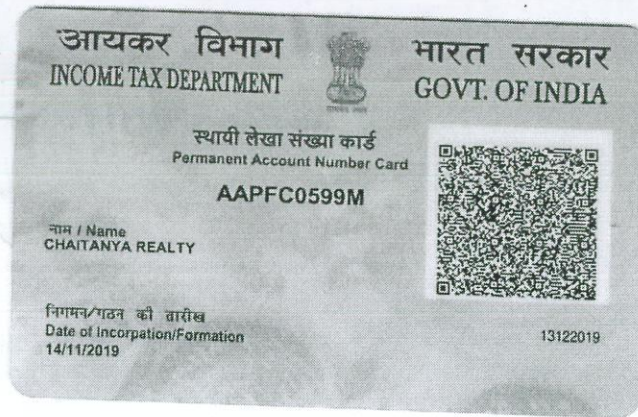 आयकर विभाग
INCOME TAX DEPARTMENT
भारत सरकार
GOVT. OF INDIA
स्थायी लेखा संख्या कार्ड
Permanent Account Number Card
AAPFC0599M
नाम / Name
CHAITANYA REALTY
निगमन/गठन की तारीख
Date of Incorpation/Formation
14/11/2019
13122019